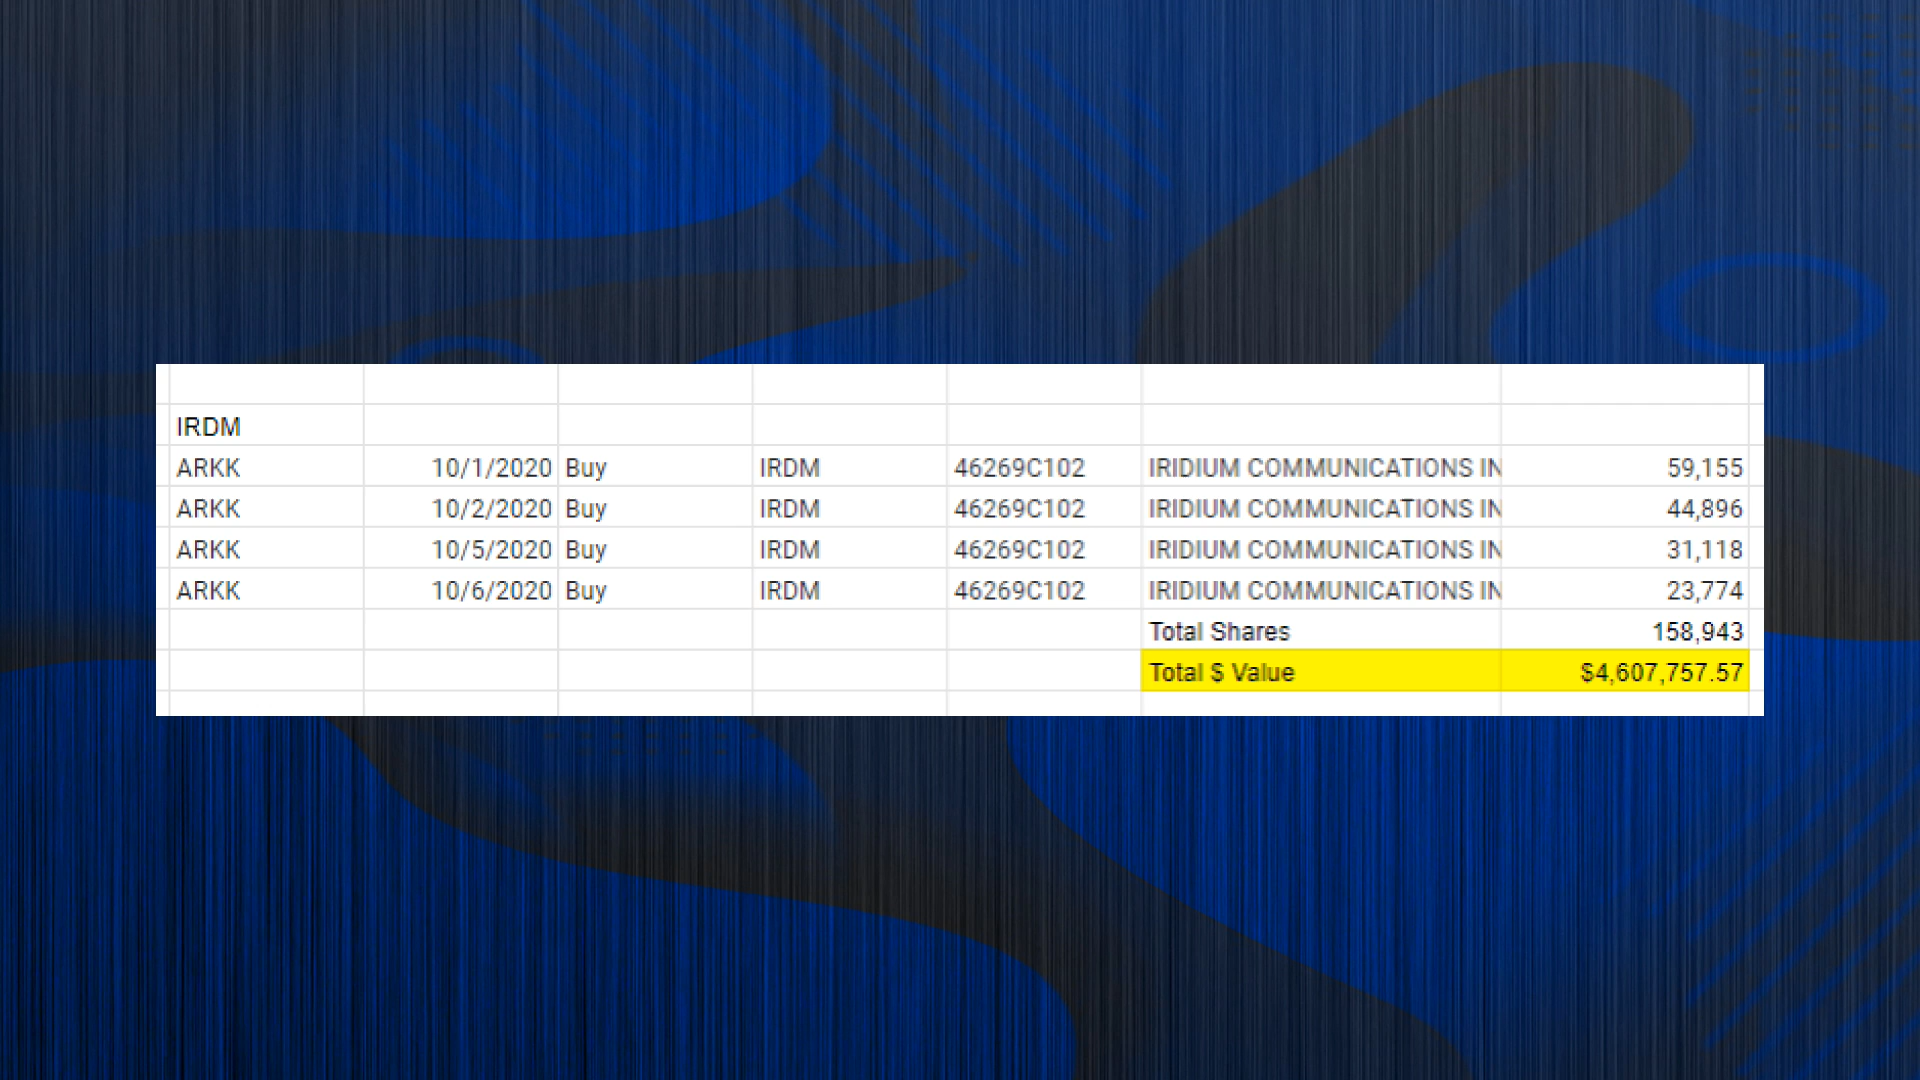 IRDM
ARKK 10/1/2020 Buy IRDM 46269C102 IRIDIUM COMMUNICATIONS IN 59,155
ARKK 10/2/2020 Buy IRDM 46269C102 IRIDIUM COMMUNICATIONS IN 44,896
ARKK 10/5/2020 Buy IRDM 46269C102 IRIDIUM COMMUNICATIONS IN 31,118
ARKK 10/6/2020 Buy IRDM 46269C102 IRIDIUM COMMUNICATIONS IN 23,774
Total Shares 158,943
Total $ Value $4,607,757.57